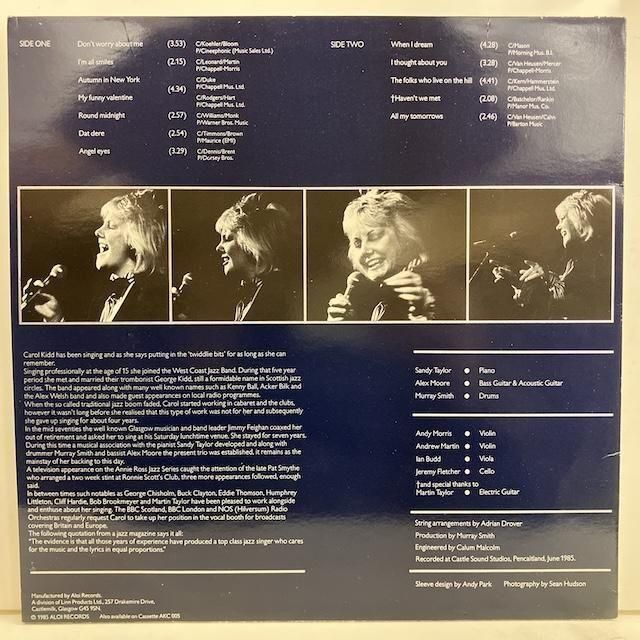 SIDE ONE
Don't worry about me (3.53) C/Koehler/Bloom
P/Cinephonic (Music Sales Ltd.)
I'm all smiles (2.15) C/Leonard/Martin
P/Chappell-Morris
Autumn in New York C/Duke
P/Chappell Mus. Ltd.
(4.34)
My funny valentine C/Rodgers/Hart
P/Chappell Mus. Ltd.
Round midnight (2.57) C/Williams/Monk
P/Warner Bros. Music
Dat dere (2.54) C/Timmons/Brown
P/Maurice (EMI)
Angel eyes (3.29) C/Dennis/Brent
P/Dorsey Bros.
SIDE TWO
When I dream (4.28) C/Mason
P/Morning Mus. B.I.
I thought about you (3.28) C/Van Heusen/Mercer
P/Chappell-Morris
The folks who live on the hill (4.41) C/Kern/Hammerstein
P/Chappell Mus. Ltd.
†Haven't we met (2.08) C/Batchelor/Rankin
P/Manor Mus. Co.
All my tomorrows (2.46) C/Van Heusen/Cahn
P/Barton Music
Carol Kidd has been singing and as she says putting in the 'twiddlie bits' for as long as she can
remember.
Singing professionally at the age of 15 she joined the West Coast Jazz Band. During that five year
period she met and married their trombonist George Kidd, still a formidable name in Scottish jazz
circles. The band appeared along with many well known names such as Kenny Ball, Acker Bilk and
the Alex Welsh band and also made guest appearances on local radio programmes.
When the so called traditional jazz boom faded, Carol started working in cabaret and the clubs,
however it wasn't long before she realised that this type of work was not for her and subsequently
she gave up singing for about four years.
In the mid seventies the well known Glasgow musician and band leader Jimmy Feighan coaxed her
out of retirement and asked her to sing at his Saturday lunchtime venue. She stayed for seven years.
During this time a musical association with the pianist Sandy Taylor developed and along with
drummer Murray Smith and bassist Alex Moore the present trio was established, it remains as the
mainstay of her backing to this day.
A television appearance on the Annie Ross Jazz Series caught the attention of the late Pat Smythe
who arranged a two week stint at Ronnie Scott's Club, three more appearances followed, enough
said.
In between times such notables as George Chisholm, Buck Clayton, Eddie Thomson, Humphrey
Littleton, Cliff Hardie, Bob Brookmeyer and Martin Taylor have been pleased to work alongside
and enthuse about her singing. The BBC Scotland, BBC London and NOS (Hilversum) Radio
Orchestras regularly request Carol to take up her position in the vocal booth for broadcasts
covering Britain and Europe.
The following quotation from a jazz magazine says it all:
"The evidence is that all those years of experience have produced a top class jazz singer who cares
for the music and the lyrics in equal proportions."
Sandy Taylor ● Piano
Alex Moore ● Bass Guitar & Acoustic Guitar
Murray Smith ● Drums
Andy Morris ● Violin
Andrew Martin ● Violin
Ian Budd ● Viola
Jeremy Fletcher ● Cello
†and special thanks to
Martin Taylor ● Electric Guitar
String arrangements by Adrian Drover
Production by Murray Smith
Engineered by Calum Malcolm
Recorded at Castle Sound Studios, Pencaitland, June 1985.
Sleeve design by Andy Park Photography by Sean Hudson
Manufactured by Aloi Records.
A division of Linn Products Ltd., 257 Drakemire Drive,
Castlemilk, Glasgow G45 9SN.
© 1985 ALOI RECORDS Also available on Cassette AKC 005